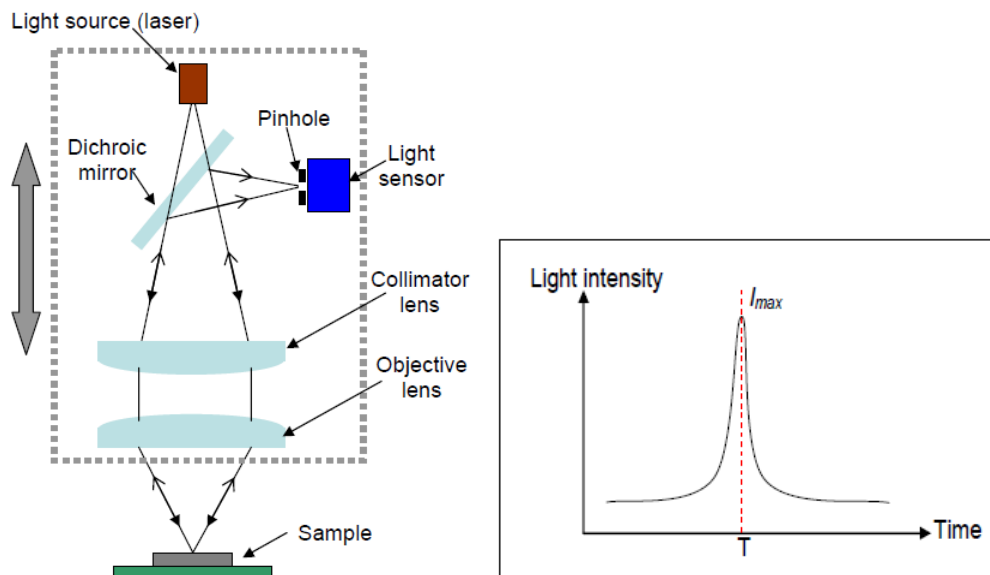 Light source (laser)
Pinhole
Dichroic
mirror
Light
sensor
Collimator
lens
Objective
lens
Sample
Light intensity
Imax
Time
T